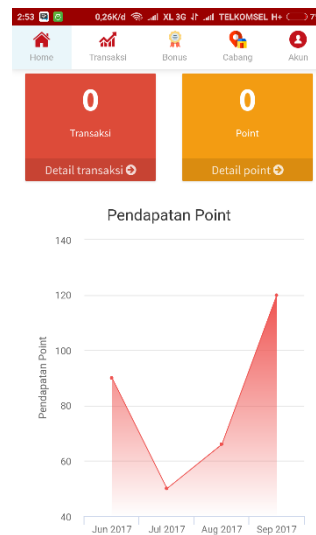 2:53 0,26K/d XL 3G TELKOMSEL H+
Home Transaksi Bonus Cabang Akun
0 0
Transaksi Point
Detail transaksi Detail point
Pendapatan Point
140
120
100
80
60
40
Pendapatan Point
Jun 2017 Jul 2017 Aug 2017 Sep 2017